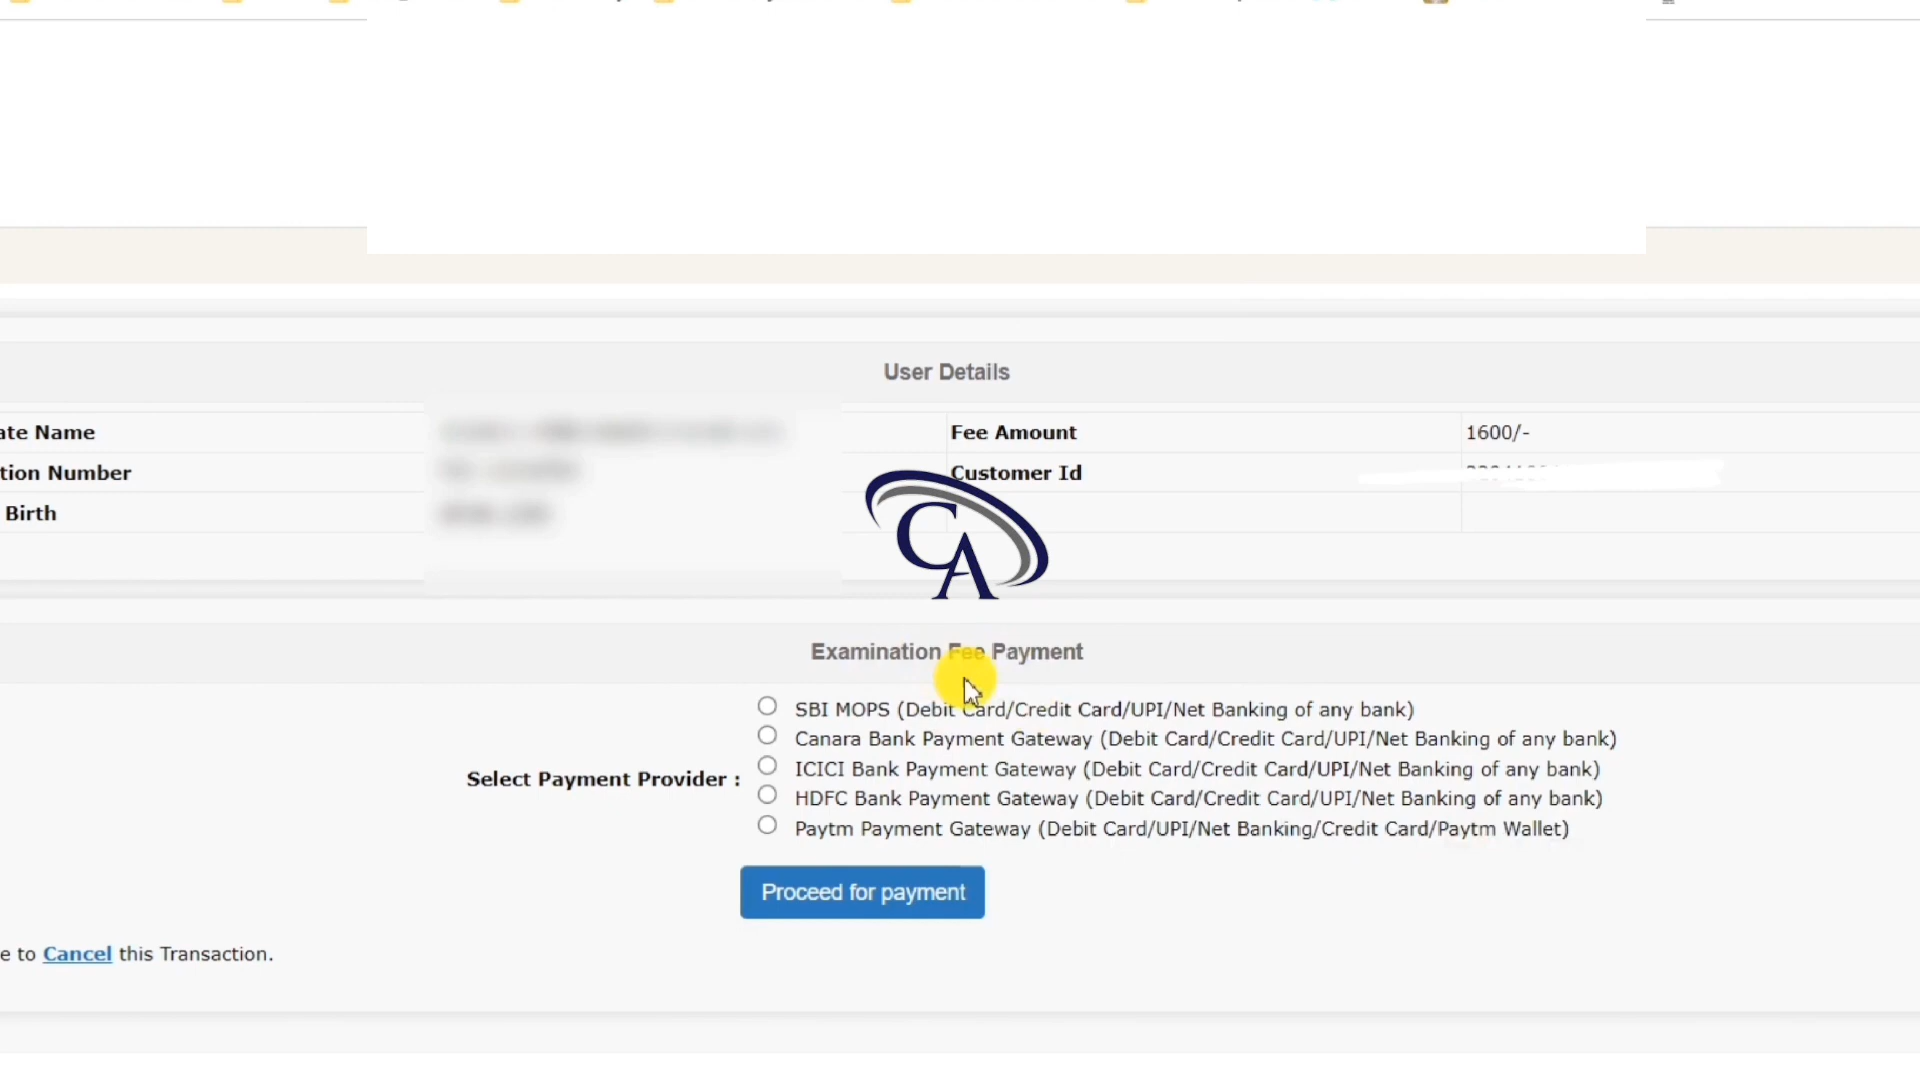 User Details
ate Name
Fee Amount
1600/-
tion Number
Customer Id
Birth
CA
Examination Fee Payment
Select Payment Provider :
SBI MOPS (Debit Card/Credit Card/UPI/Net Banking of any bank)
Canara Bank Payment Gateway (Debit Card/Credit Card/UPI/Net Banking of any bank)
ICICI Bank Payment Gateway (Debit Card/Credit Card/UPI/Net Banking of any bank)
HDFC Bank Payment Gateway (Debit Card/Credit Card/UPI/Net Banking of any bank)
Paytm Payment Gateway (Debit Card/UPI/Net Banking/Credit Card/Paytm Wallet)
Proceed for payment
e to Cancel this Transaction.